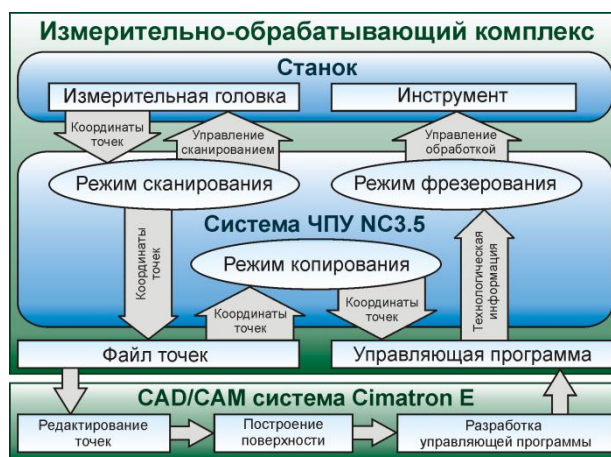 Измерительно-обрабатывающий комплекс
Станок
Измерительная головка
Инструмент
Координаты
точек
Управление
сканированием
Управление
обработкой
Режим сканирования
Режим фрезерования
Система ЧПУ NC3.5
Режим копирования
Координаты
точек
Координаты
точек
Координаты
точек
Технологическая
информация
Файл точек
Управляющая программа
CAD/CAM система Cimatron E
Редактирование
точек
Построение
поверхности
Разработка
управляющей программы